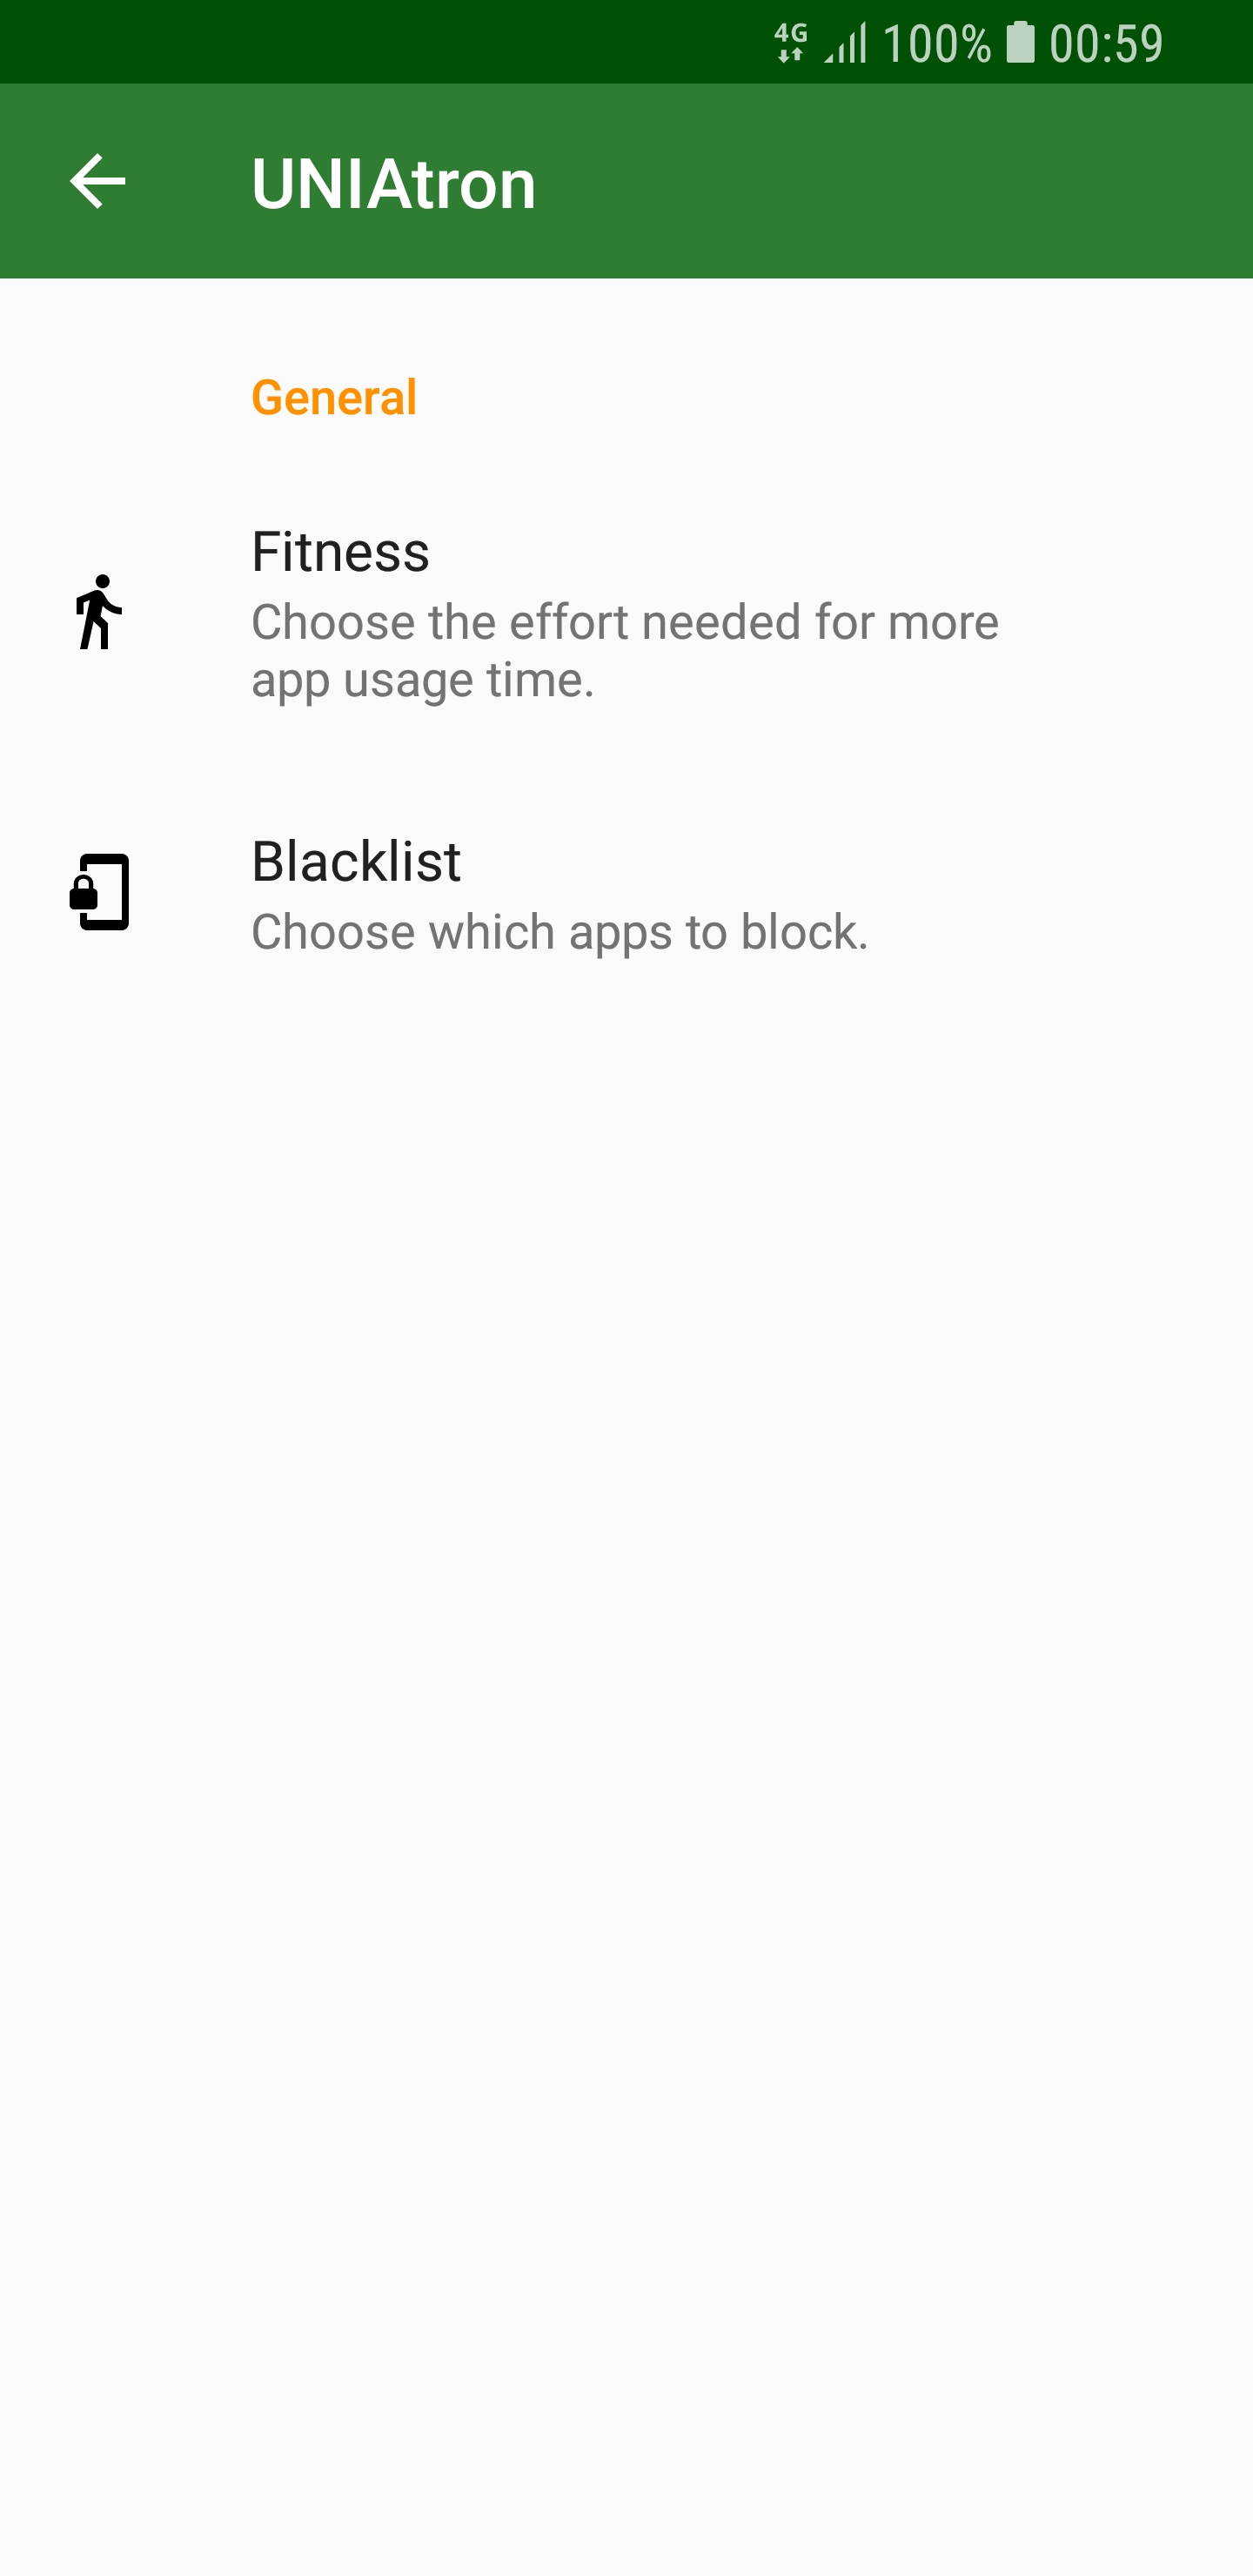 4G 100% 00:59
UNIAtron
General
Fitness
Choose the effort needed for more
app usage time.
Blacklist
Choose which apps to block.